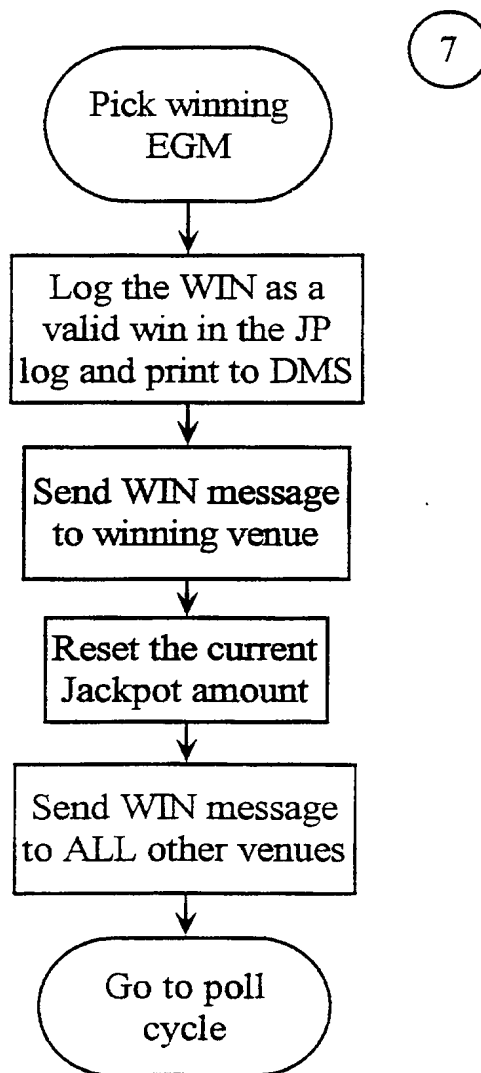 7
Pick winning
EGM
Log the WIN as a
valid win in the JP
log and print to DMS
Send WIN message
to winning venue
Reset the current
Jackpot amount
Send WIN message
to ALL other venues
Go to poll
cycle